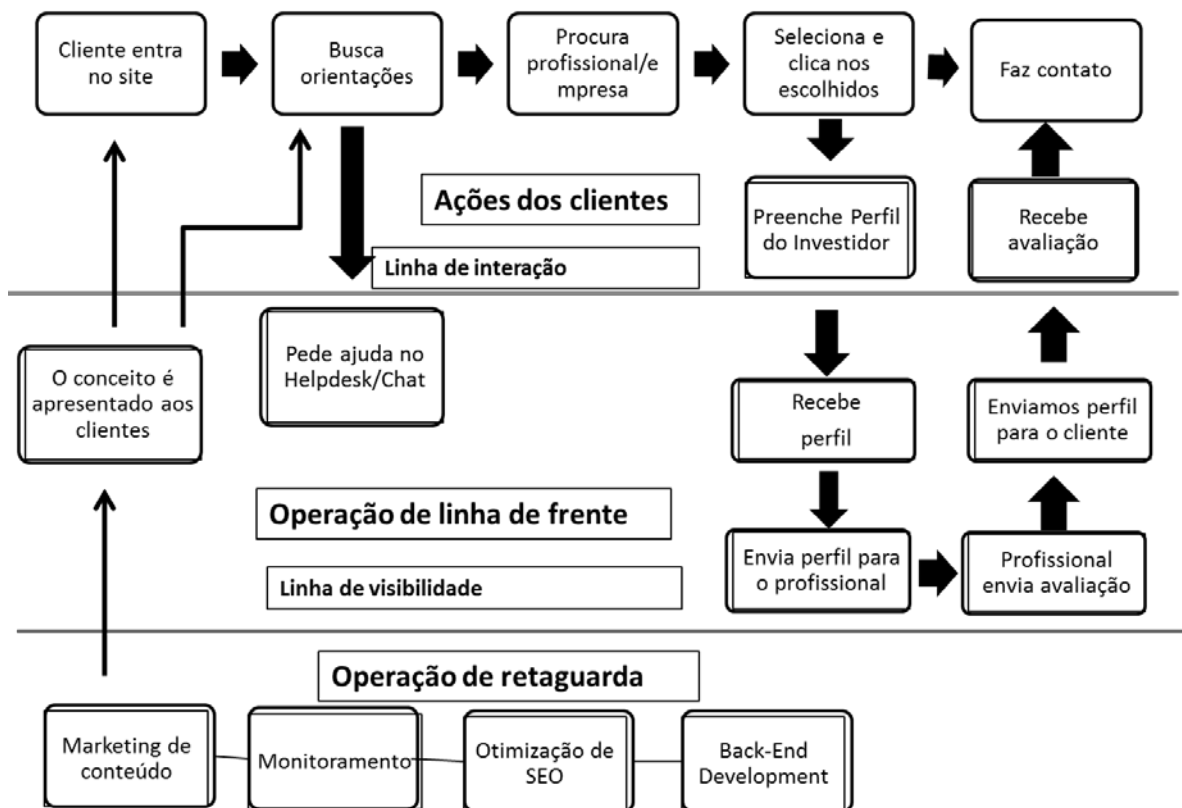 Cliente entra
no site
Busca
orientações
Procura
profissional/e
mpresa
Seleciona e
clica nos
escolhidos
Faz contato
Ações dos clientes
Preenche Perfil
do Investidor
Recebe
avaliação
Linha de interação
O conceito é
apresentado aos
clientes
Pede ajuda no
Helpdesk/Chat
Recebe
perfil
Enviamos perfil
para o cliente
Operação de linha de frente
Envia perfil para
o profissional
Profissional
envia avaliação
Linha de visibilidade
Operação de retaguarda
Marketing de
conteúdo
Monitoramento
Otimização de
SEO
Back-End
Development